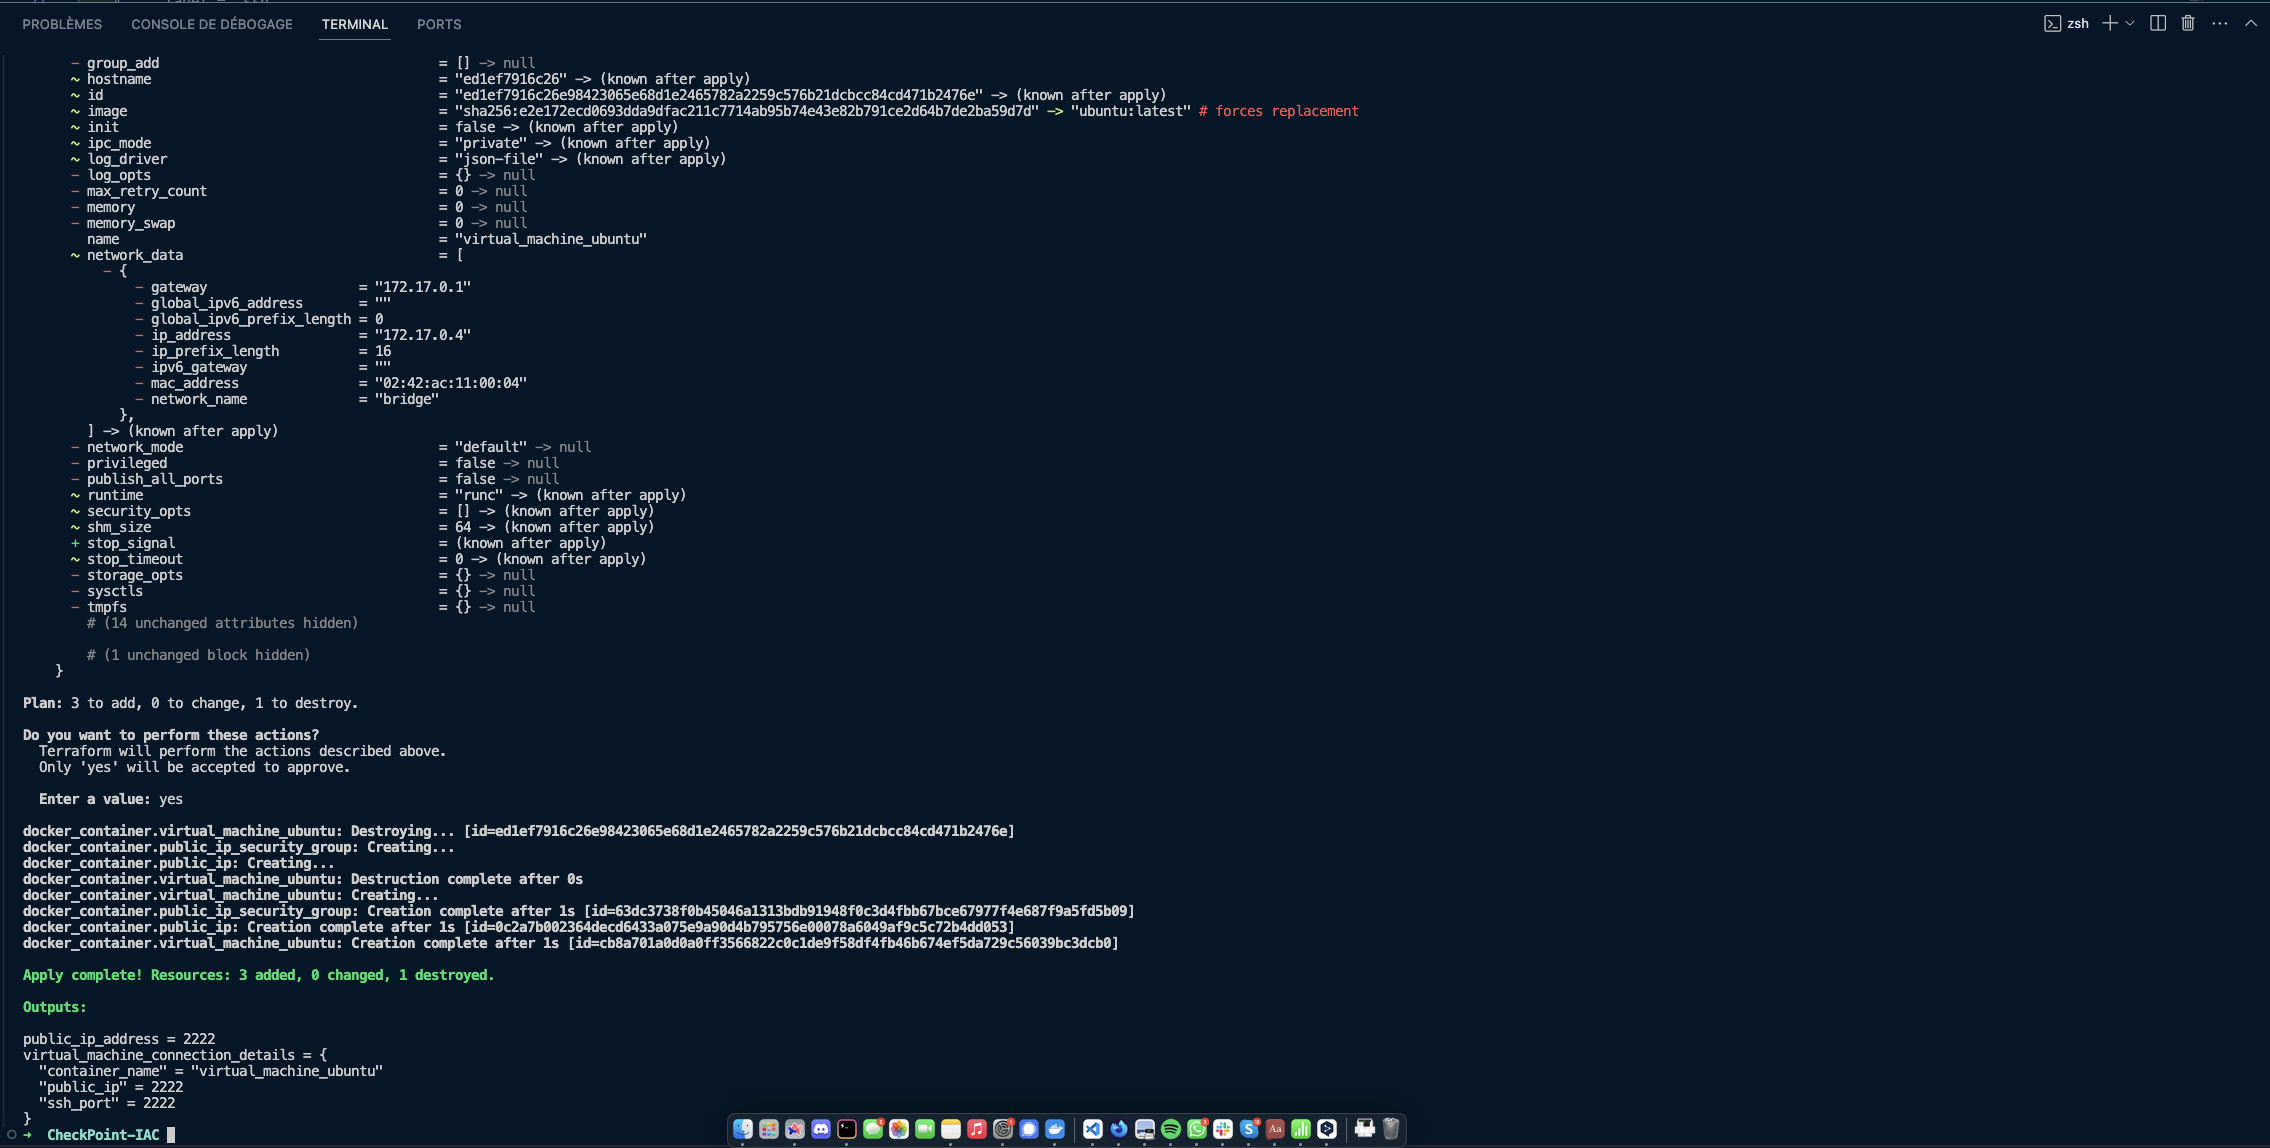 PROBLÈMES CONSOLE DE DÉBOGAGE TERMINAL PORTS zsh
- group_add = [] -> null
~ hostname = "ed1ef7916c26" -> (known after apply)
~ id = "ed1ef7916c26e98423065e68d1e2465782a2259c576b21dcbcc84cd471b2476e" -> (known after apply)
~ image = "sha256:e2e172ecd0693dda9dfac211c7714ab95b74e43e82b791ce2d64b7de2ba59d7d" -> "ubuntu:latest" # forces replacement
~ init = false -> (known after apply)
~ ipc_mode = "private" -> (known after apply)
~ log_driver = "json-file" -> (known after apply)
- log_opts = {} -> null
- max_retry_count = 0 -> null
- memory = 0 -> null
- memory_swap = 0 -> null
name = "virtual_machine_ubuntu"
~ network_data = [
- {
- gateway = "172.17.0.1"
- global_ipv6_address = ""
- global_ipv6_prefix_length = 0
- ip_address = "172.17.0.4"
- ip_prefix_length = 16
- ipv6_gateway = ""
- mac_address = "02:42:ac:11:00:04"
- network_name = "bridge"
},
] -> (known after apply)
- network_mode = "default" -> null
- privileged = false -> null
- publish_all_ports = false -> null
~ runtime = "runc" -> (known after apply)
~ security_opts = [] -> (known after apply)
~ shm_size = 64 -> (known after apply)
+ stop_signal = (known after apply)
~ stop_timeout = 0 -> (known after apply)
- storage_opts = {} -> null
- sysctls = {} -> null
- tmpfs = {} -> null
# (14 unchanged attributes hidden)
# (1 unchanged block hidden)
}
Plan: 3 to add, 0 to change, 1 to destroy.
Do you want to perform these actions?
Terraform will perform the actions described above.
Only 'yes' will be accepted to approve.
Enter a value: yes
docker_container.virtual_machine_ubuntu: Destroying... [id=ed1ef7916c26e98423065e68d1e2465782a2259c576b21dcbcc84cd471b2476e]
docker_container.public_ip_security_group: Creating...
docker_container.public_ip: Creating...
docker_container.virtual_machine_ubuntu: Destruction complete after 0s
docker_container.virtual_machine_ubuntu: Creating...
docker_container.public_ip_security_group: Creation complete after 1s [id=63dc3738f0b45046a1313bdb91948f0c3d4fbb67bce67977f4e687f9a5fd5b09]
docker_container.public_ip: Creation complete after 1s [id=0c2a7b002364decd6433a075e9a90d4b795756e00078a6049af9c5c72b4dd053]
docker_container.virtual_machine_ubuntu: Creation complete after 1s [id=cb8a701a0d0a0ff3566822c0c1de9f58df4fb46b674ef5da729c56039bc3dcb0]
Apply complete! Resources: 3 added, 0 changed, 1 destroyed.
Outputs:
public_ip_address = 2222
virtual_machine_connection_details = {
"container_name" = "virtual_machine_ubuntu"
"public_ip" = 2222
"ssh_port" = 2222
}
→ CheckPoint-IAC